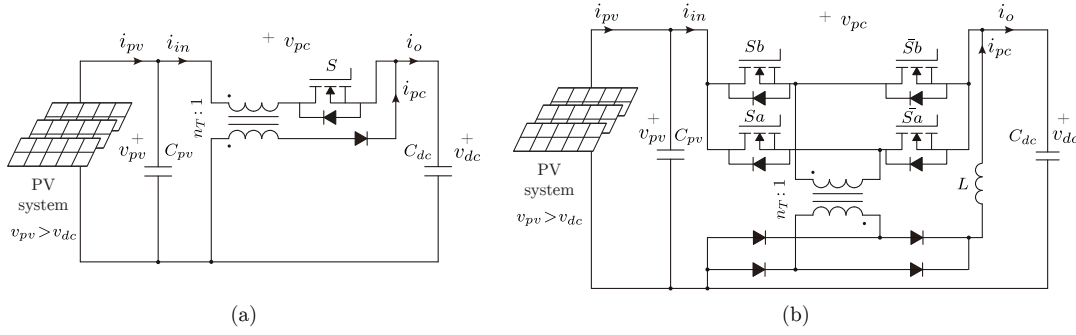 i_pv
i_in
+ v_pc
i_o
S
i_pc
n_T : 1
+
v_pv
C_pv
C_dc
+
v_dc
PV
system
v_pv > v_dc
(a)
i_pv
i_in
+ v_pc
i_o
i_pc
Sb
S̄b
Sa
S̄a
+
v_pv
C_pv
n_T : 1
L
C_dc
+
v_dc
PV
system
v_pv > v_dc
(b)